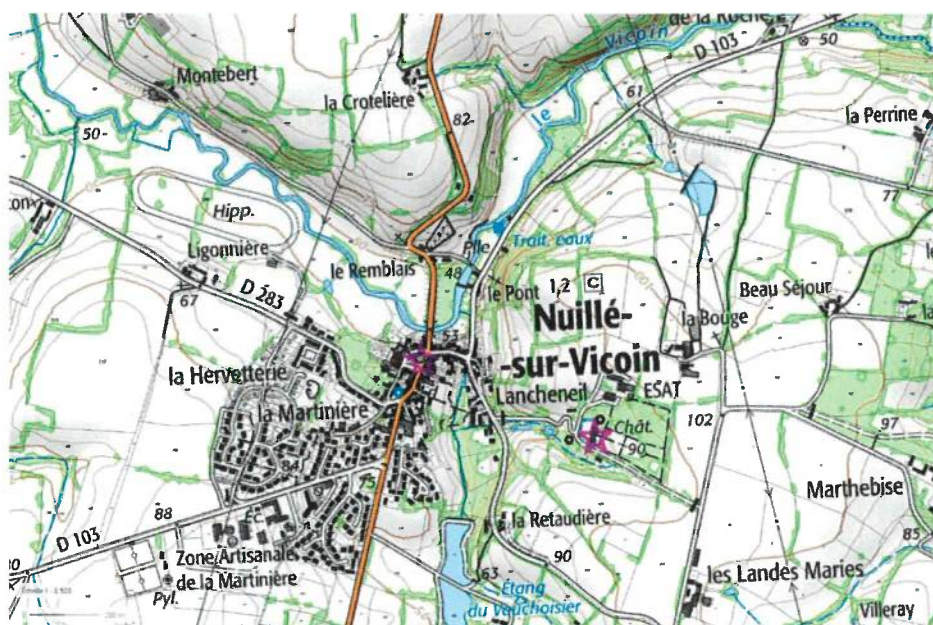 de la Roche
Vicoin
D 103
50
Montebert
la Crotelière
61
82
le
la Perrine
50
77
Hipp.
Trait. eaux
Ligonnière
Plle
le Remblais
48
le Pont
1,2 C
67
D 283
Beau Séjour
Nuillé-
la Bouge
53
-sur-Vicoin
la Hervetterie
Lancheneil
ESAT
la Martinière
102
Chât.
97
90
84
75
Marthebise
88
la Retaudière
D 103
85
Zone Artisanale
de la Martinière
90
63
Étang
du Vauchoisier
les Landes Maries
Pyl.
Villeray